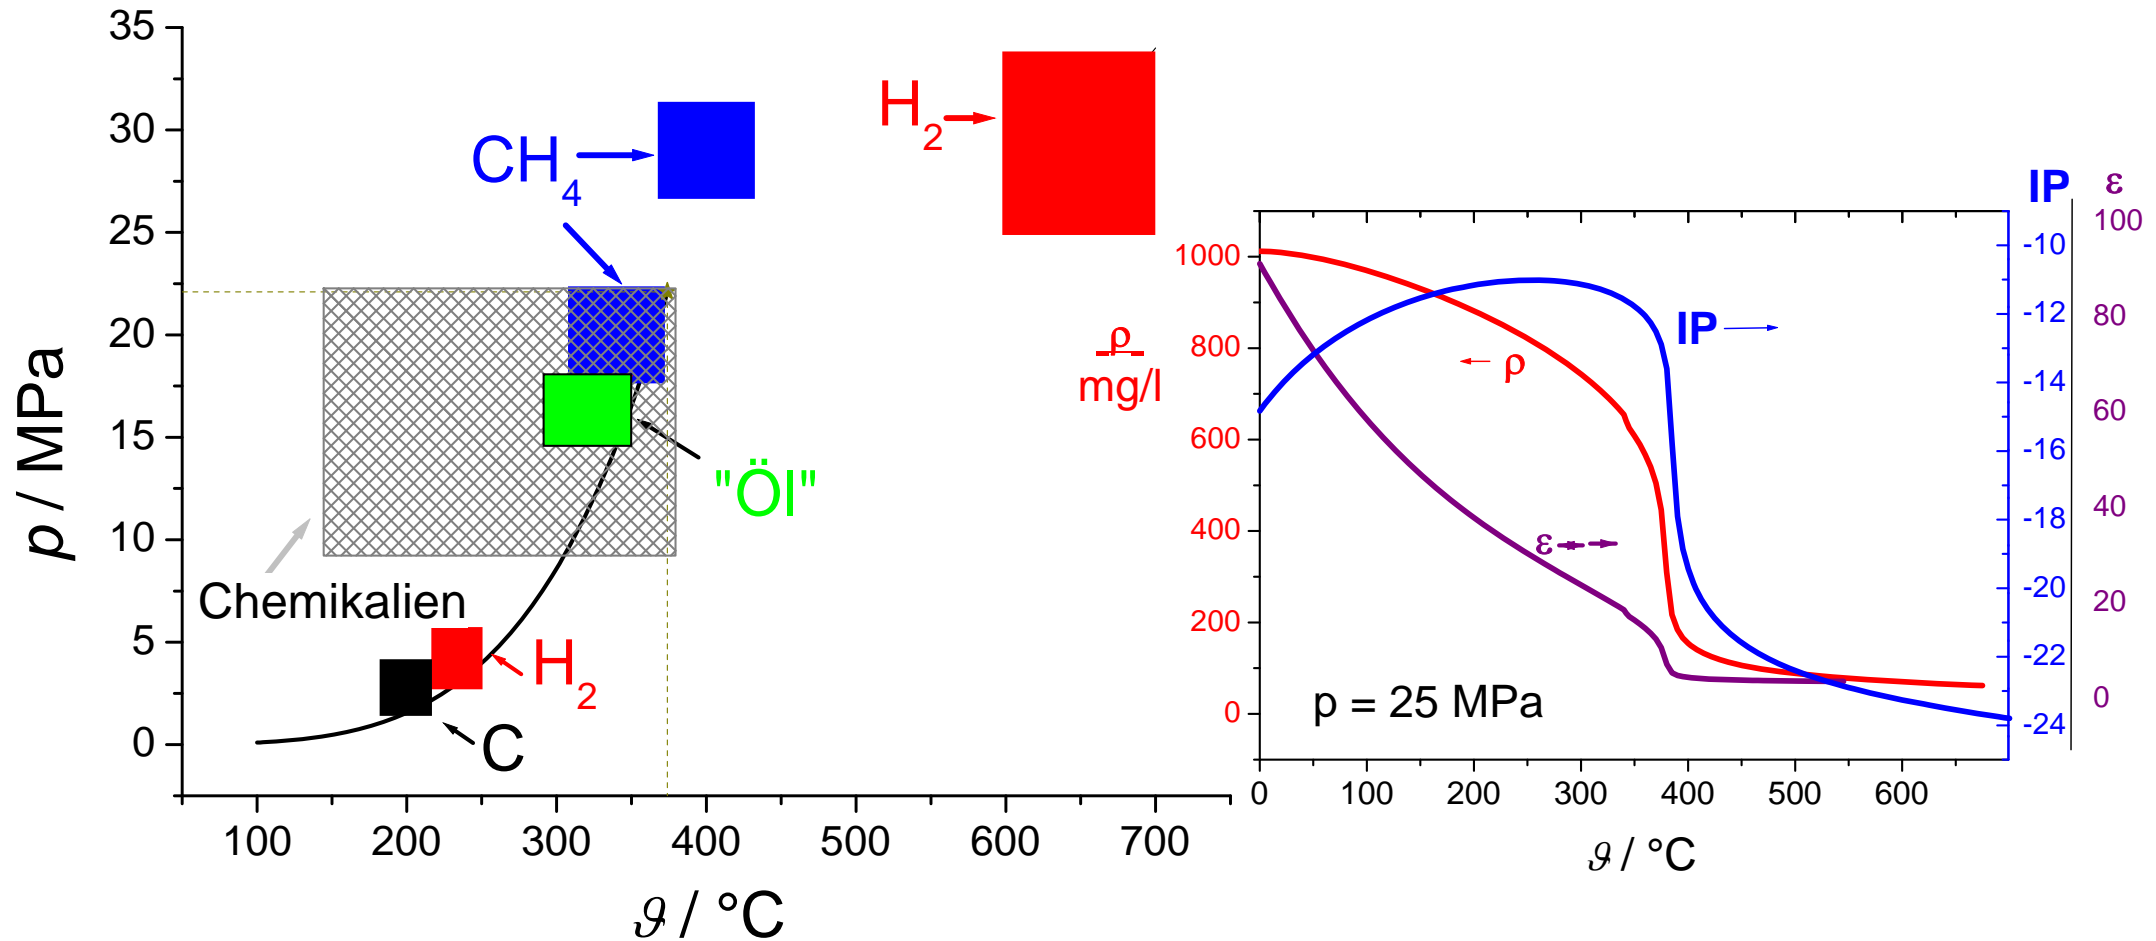 35
30
25
20
15
10
5
0
p / MPa
100 200 300 400 500 600 700
ϑ / °C
CH4
H2
"Öl"
Chemikalien
H2
C
IP ε
1000
800
600
400
200
0
ρ
mg/l
-10
-12
-14
-16
-18
-20
-22
-24
100
80
60
40
20
0
IP
ρ
ε
p = 25 MPa
0 100 200 300 400 500 600
ϑ / °C